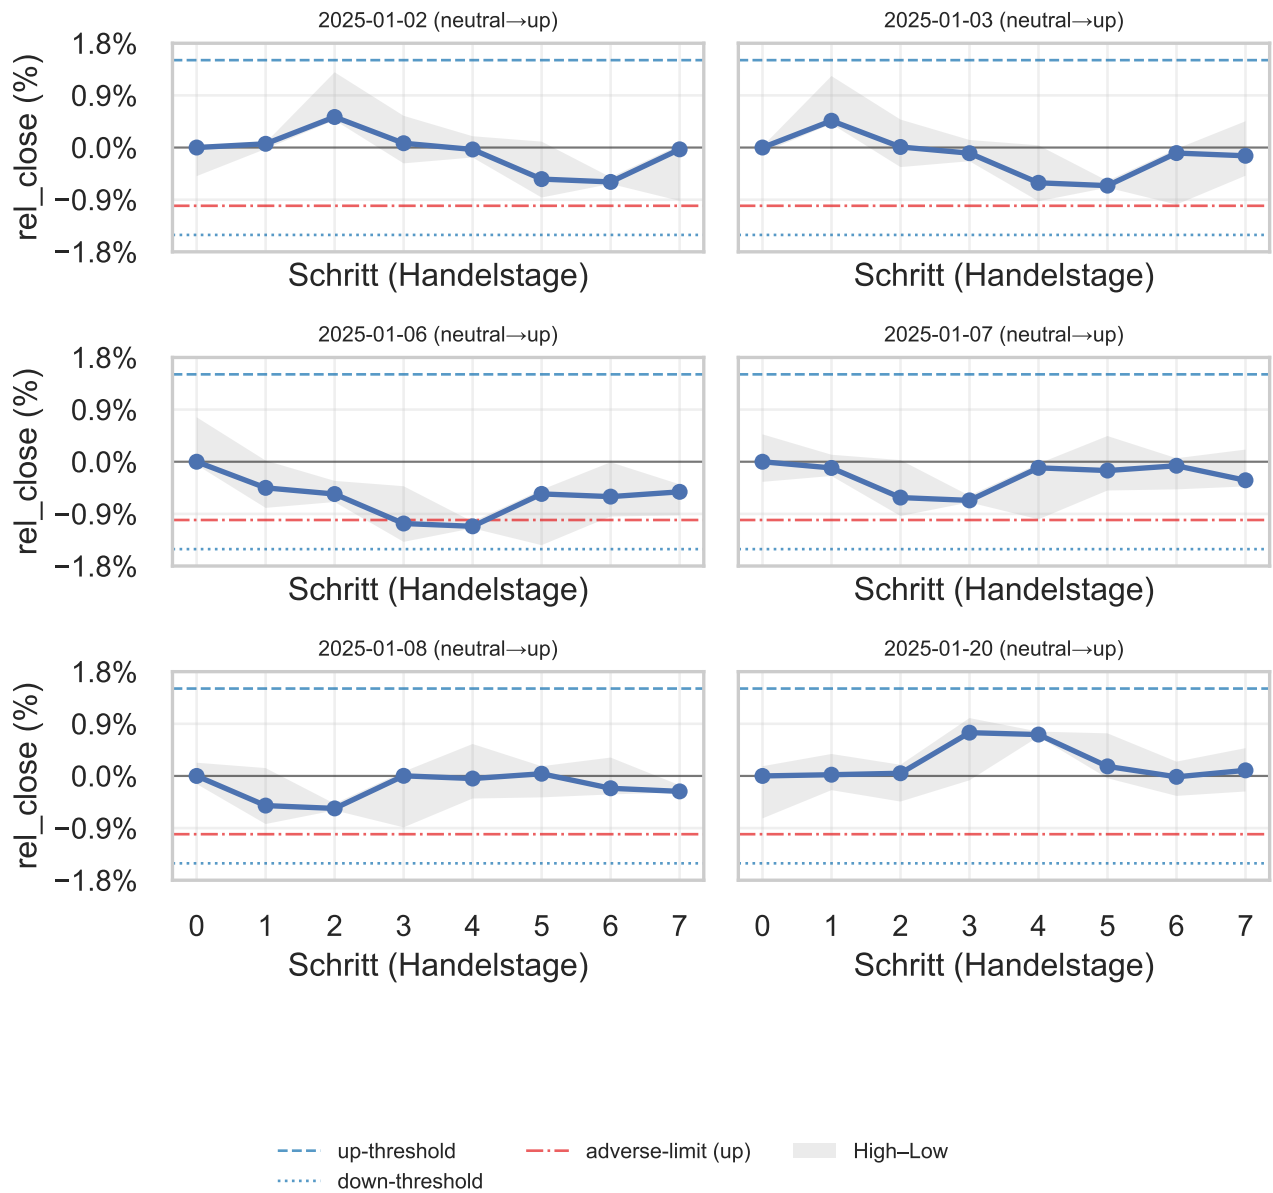 2025-01-02 (neutral→up)
2025-01-03 (neutral→up)
1.8%
0.9%
0.0%
−0.9%
−1.8%
rel_close (%)
Schritt (Handelstage)
Schritt (Handelstage)
2025-01-06 (neutral→up)
2025-01-07 (neutral→up)
1.8%
0.9%
0.0%
−0.9%
−1.8%
rel_close (%)
Schritt (Handelstage)
Schritt (Handelstage)
2025-01-08 (neutral→up)
2025-01-20 (neutral→up)
1.8%
0.9%
0.0%
−0.9%
−1.8%
rel_close (%)
0 1 2 3 4 5 6 7
0 1 2 3 4 5 6 7
Schritt (Handelstage)
Schritt (Handelstage)
up-threshold
down-threshold
adverse-limit (up)
High–Low